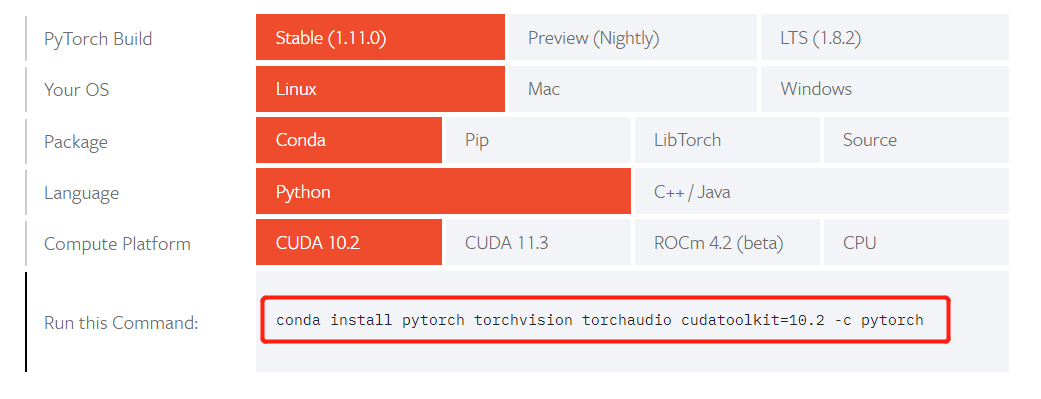 PyTorch Build Stable (1.11.0) Preview (Nightly) LTS (1.8.2)
Your OS Linux Mac Windows
Package Conda Pip LibTorch Source
Language Python C++ / Java
Compute Platform CUDA 10.2 CUDA 11.3 ROCm 4.2 (beta) CPU
Run this Command: conda install pytorch torchvision torchaudio cudatoolkit=10.2 -c pytorch